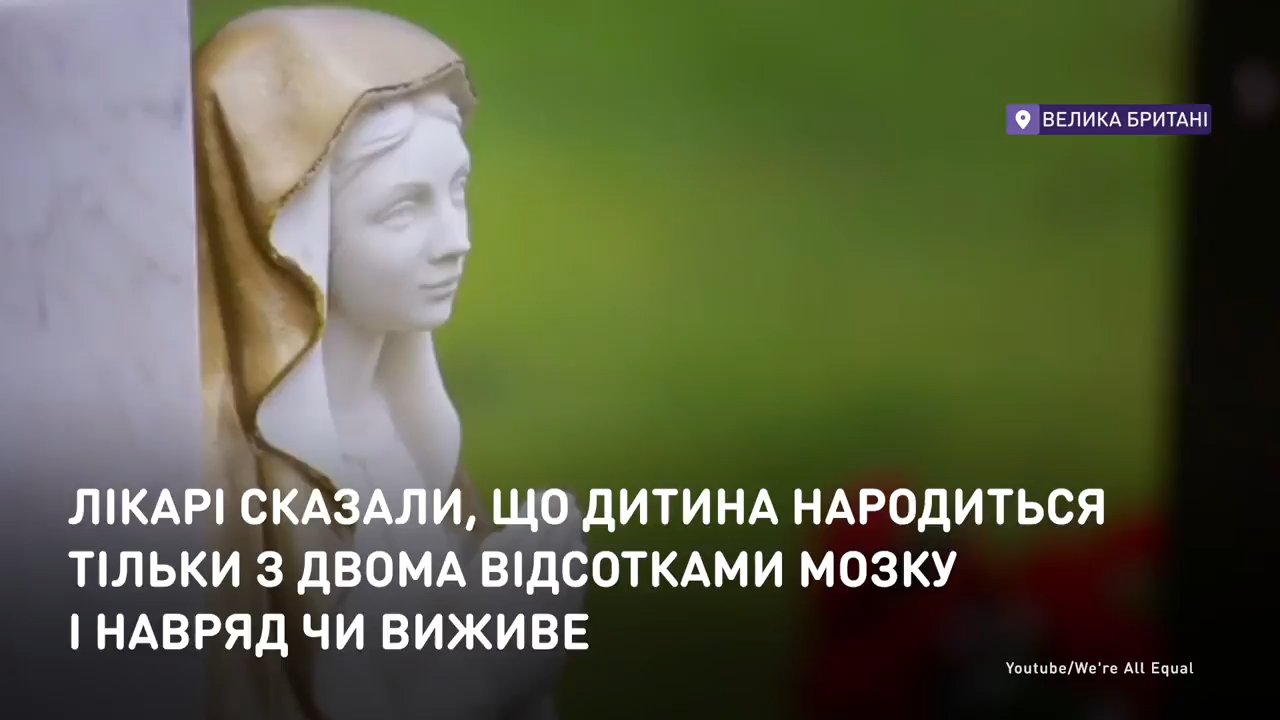 ВЕЛИКА БРИТАНІ
ЛІКАРІ СКАЗАЛИ, ЩО ДИТИНА НАРОДИТЬСЯ
ТІЛЬКИ З ДВОМА ВІДСОТКАМИ МОЗКУ
І НАВРЯД ЧИ ВИЖИВЕ
Youtube/We're All Equal